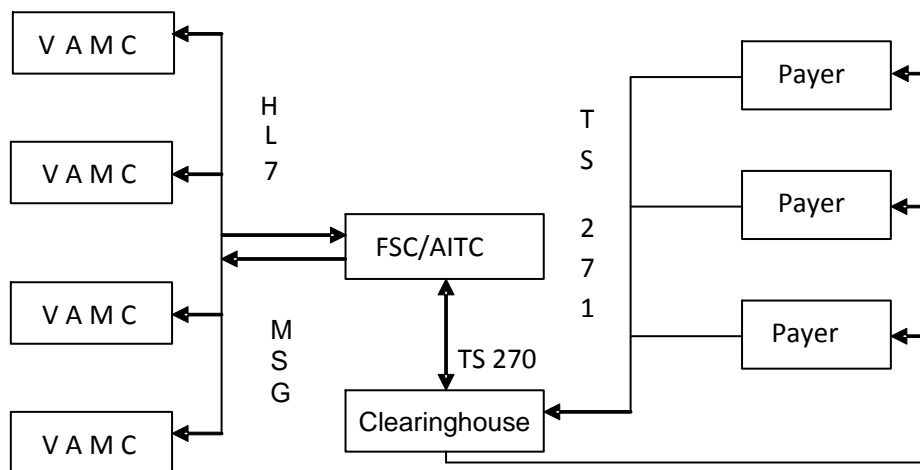 V A M C
V A M C
V A M C
V A M C
H
L
7
M
S
G
FSC/AITC
TS 270
Clearinghouse
T
S
2
7
1
Payer
Payer
Payer